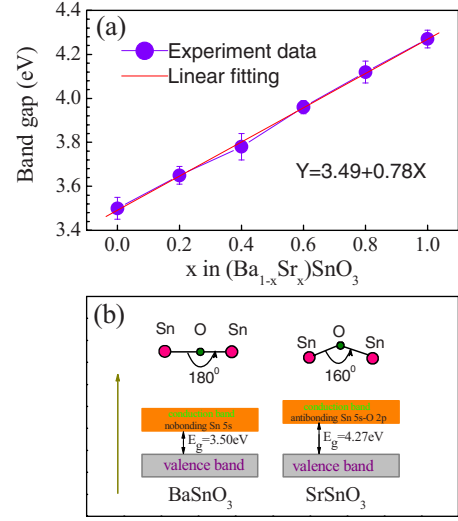 (a)
Experiment data
Linear fitting
Y=3.49+0.78X
Band gap (eV)
4.4
4.2
4.0
3.8
3.6
3.4
0.0 0.2 0.4 0.6 0.8 1.0
x in (Ba1-xSrx)SnO3
(b)
Sn O Sn
180⁰
Sn O Sn
160⁰
conduction band
nobonding Sn 5s
Eg=3.50eV
valence band
BaSnO3
conduction band
antibonding Sn 5s-O 2p
Eg=4.27eV
valence band
SrSnO3